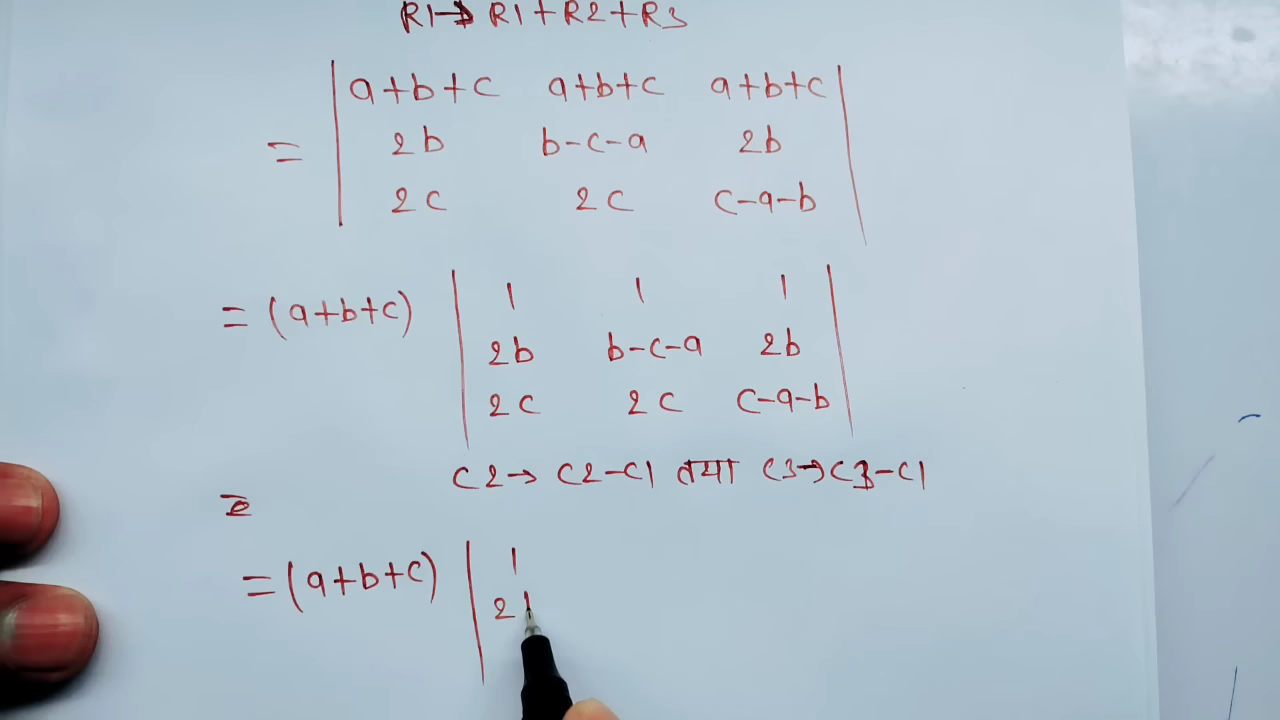 R1→ R1+R2+R3
a+b+c a+b+c a+b+c
= 2b b-c-a 2b
2c 2c c-a-b
1 1 1
= (a+b+c) 2b b-c-a 2b
2c 2c c-a-b
C2→ C2-C1 तथा C3→C3-C1
=
1
= (a+b+c)
2